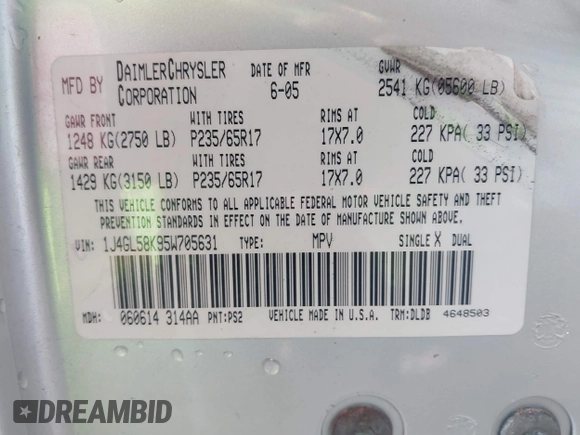 MFD BY DAIMLERCHRYSLER CORPORATION DATE OF MFR 6-05 GVWR 2541 KG(05600 LB)
GAWR FRONT WITH TIRES RIMS AT COLD
1248 KG(2750 LB) P235/65R17 17X7.0 227 KPA( 33 PSI)
GAWR REAR WITH TIRES RIMS AT COLD
1429 KG(3150 LB) P235/65R17 17X7.0 227 KPA( 33 PSI)
THIS VEHICLE CONFORMS TO ALL APPLICABLE FEDERAL MOTOR VEHICLE SAFETY AND THEFT
PREVENTION STANDARDS IN EFFECT ON THE DATE OF MANUFACTURE SHOWN ABOVE.
VIN: 1J4GL58K95W705631 TYPE: MPV SINGLE X DUAL
MDH: 060614 314AA PNT:PS2 VEHICLE MADE IN U.S.A. TRM:DLDB 4648503
DREAMBID